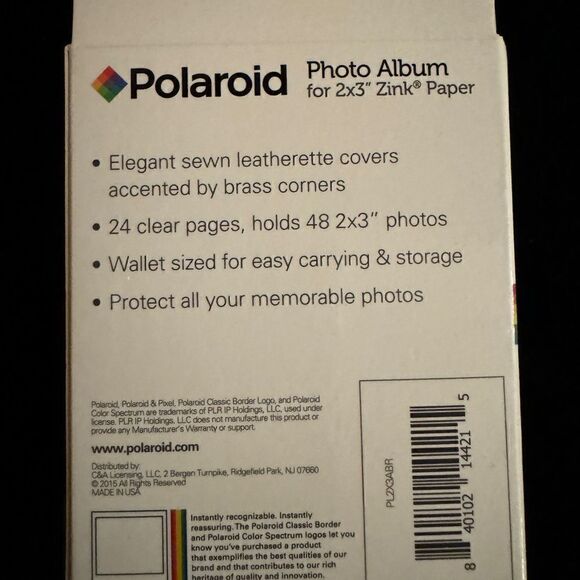 Polaroid Photo Album
for 2x3" Zink® Paper
• Elegant sewn leatherette covers
accented by brass corners
• 24 clear pages, holds 48 2x3" photos
• Wallet sized for easy carrying & storage
• Protect all your memorable photos
Polaroid, Polaroid & Pixel, Polaroid Classic Border Logo, and Polaroid
Color Spectrum are trademarks of PLR IP Holdings, LLC, used under
license. PLR IP Holdings, LLC does not manufacture this product or
provide any Manufacturer's Warranty or support.
www.polaroid.com
Distributed by:
C&A Licensing, LLC, 2 Bergen Turnpike, Ridgefield Park, NJ 07660
© 2015 All Rights Reserved
MADE IN USA
Instantly recognizable. Instantly
reassuring. The Polaroid Classic Border
and Polaroid Color Spectrum logos let you
know you've purchased a product
that exemplifies the best qualities of our
brand and that contributes to our rich
heritage of quality and innovation.
PL2X3ABR
8 40102 14421 5